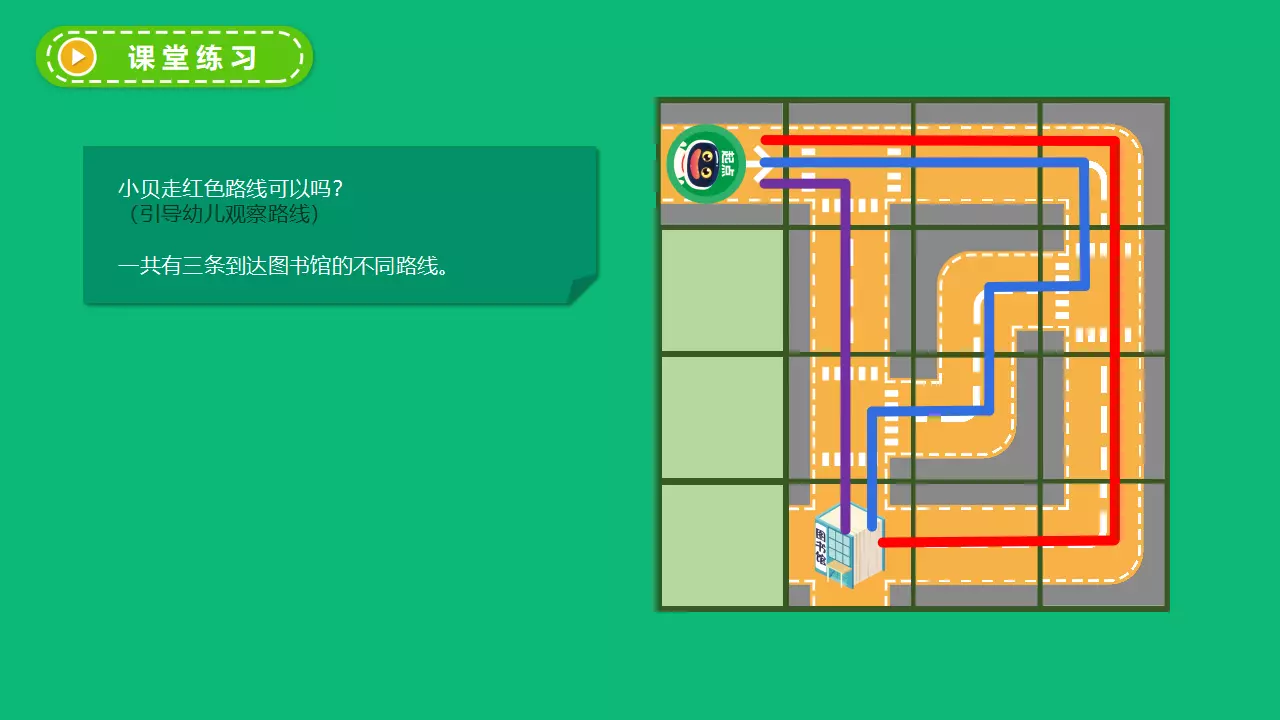 课堂练习
小贝走红色路线可以吗？
（引导幼儿观察路线）
一共有三条到达图书馆的不同路线。
起点
图书馆